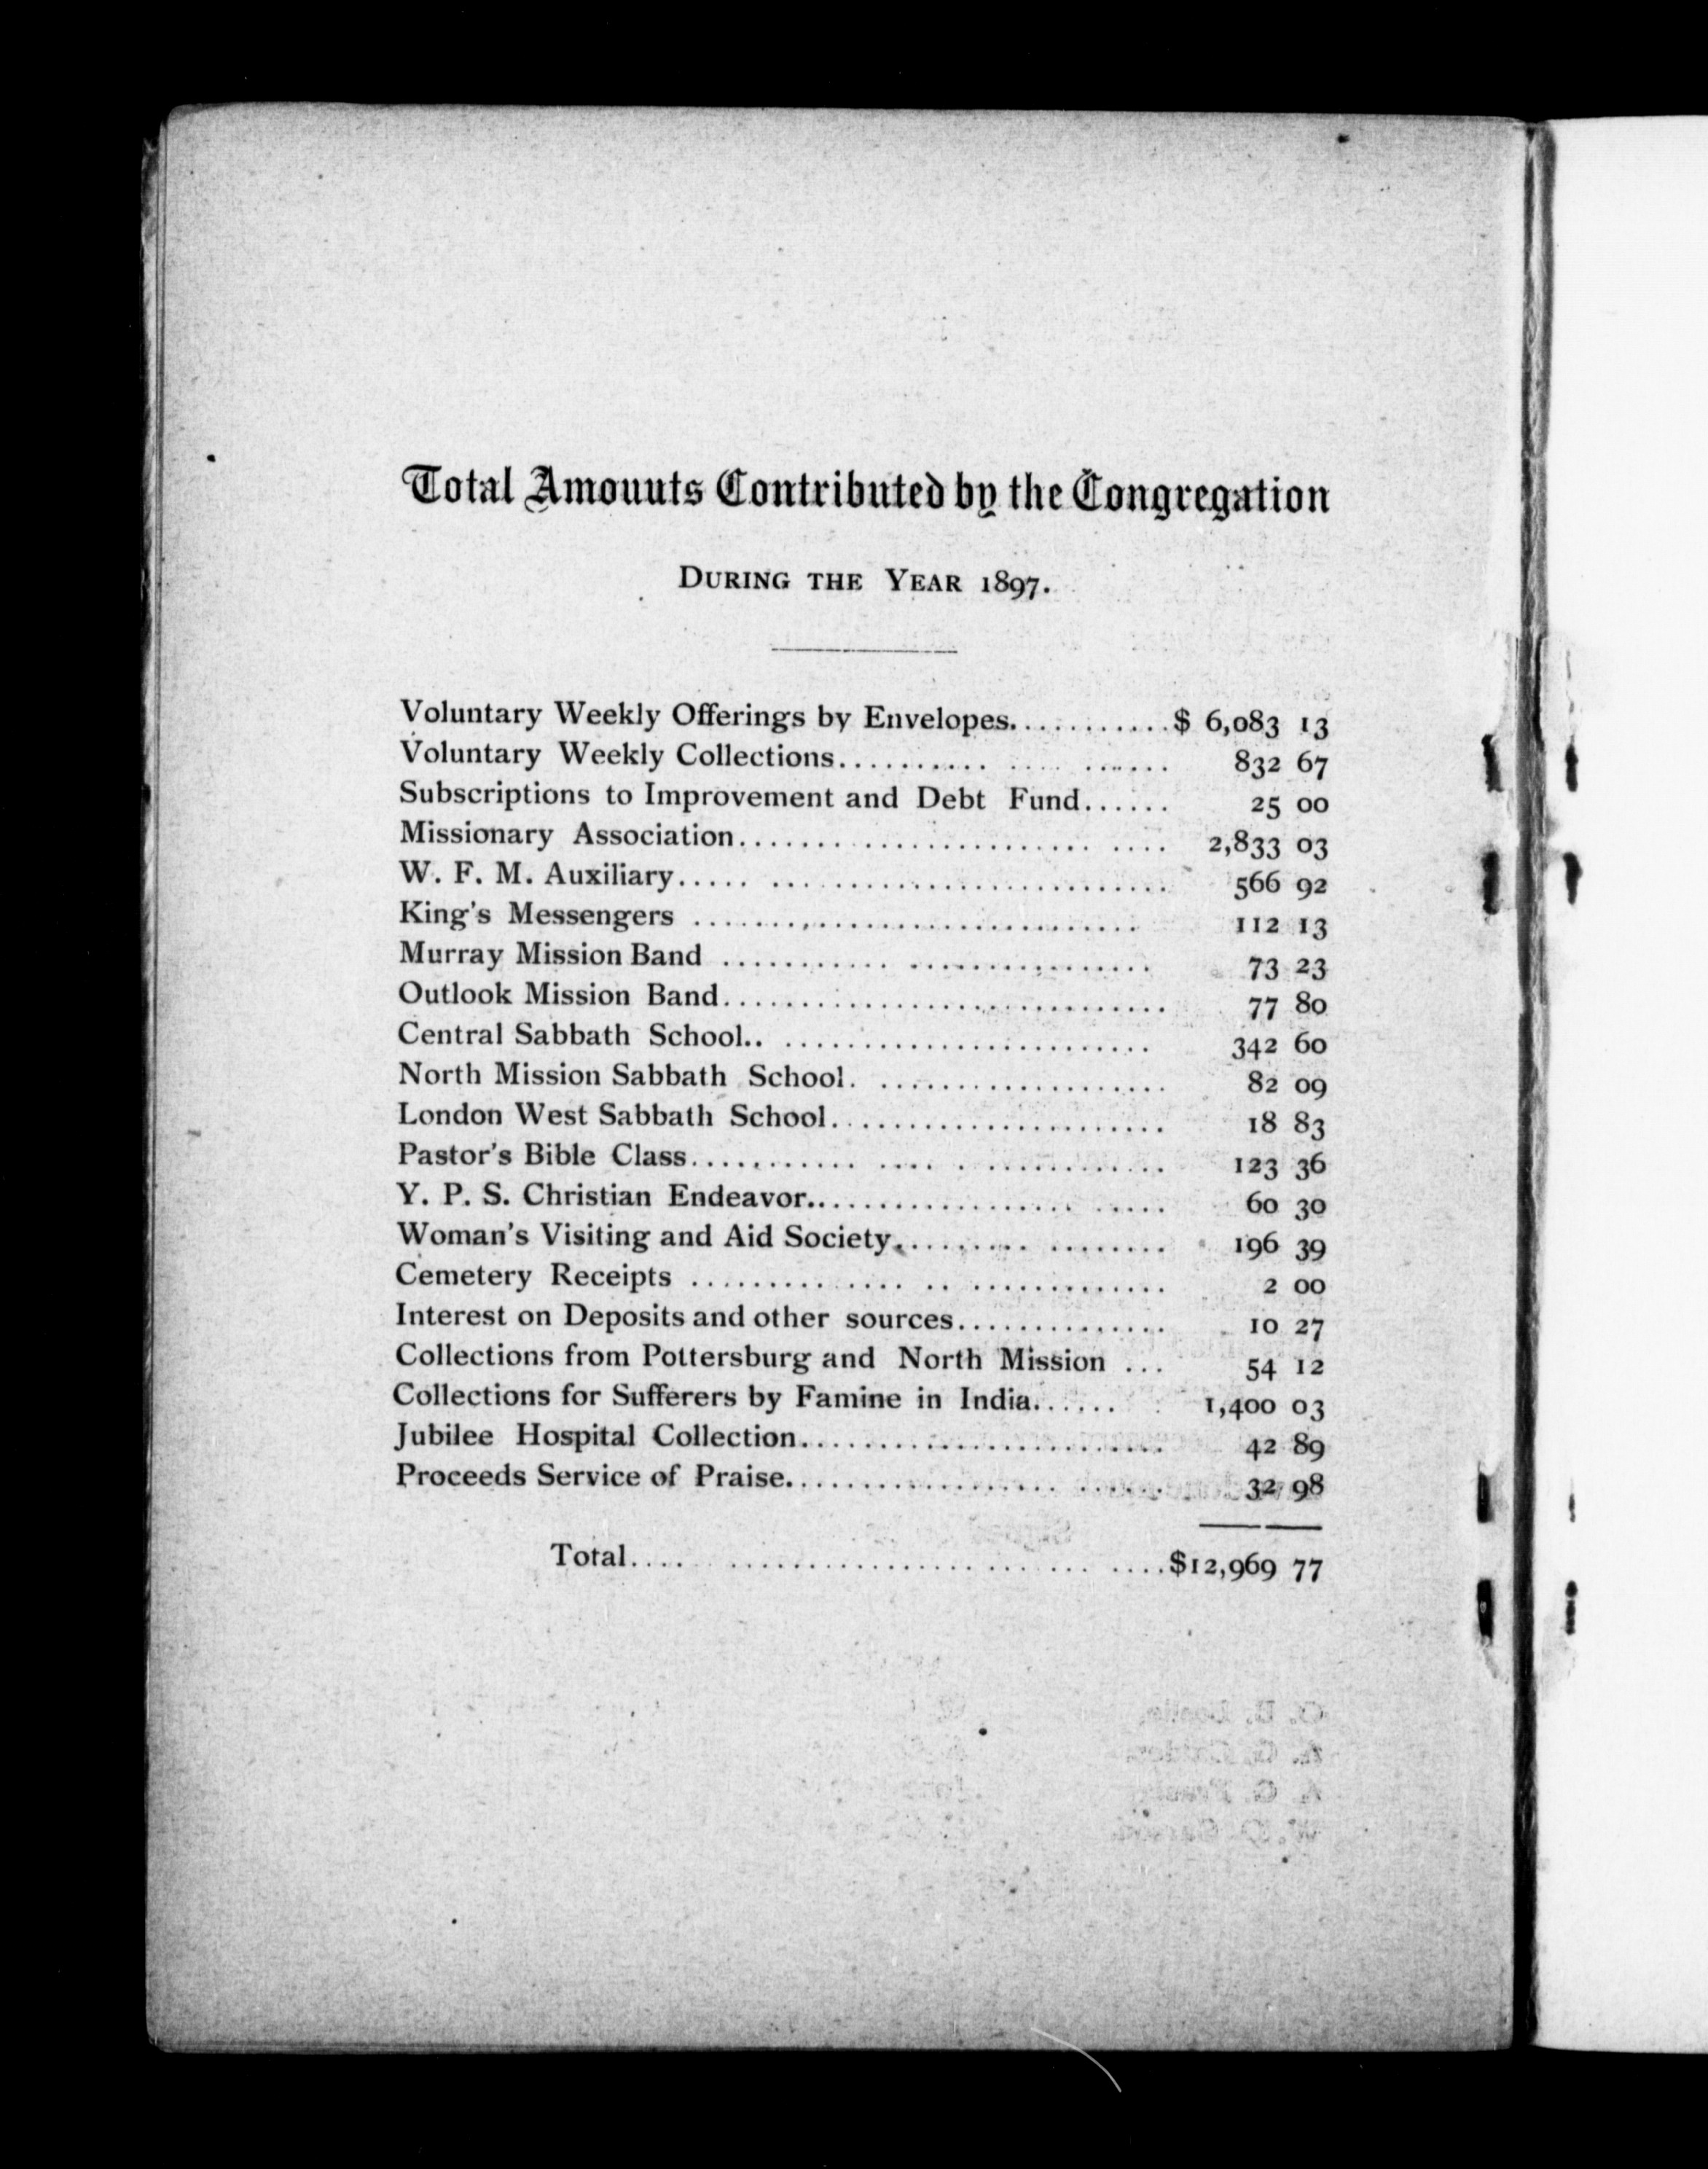 Total Amouuts Contributed by the Congregation
During the Year 1897.
Voluntary Weekly Offerings by Envelopes............$ 6,083 13
Voluntary Weekly Collections.......... .... ...... 832 67
Subscriptions to Improvement and Debt Fund...... 25 00
Missionary Association....................... .... 2,833 03
W. F. M. Auxiliary..... .......................... 566 92
King's Messengers ............................. 112 13
Murray Mission Band ........... ................ 73 23
Outlook Mission Band............................. 77 80
Central Sabbath School.. ........................ 342 60
North Mission Sabbath School. ................... 82 09
London West Sabbath School...................... 18 83
Pastor's Bible Class........... .... . ............. 123 36
Y. P. S. Christian Endeavor................... ..... 60 30
Woman's Visiting and Aid Society......... ........ 196 39
Cemetery Receipts .............. .. ............. 2 00
Interest on Deposits and other sources.............. 10 27
Collections from Pottersburg and North Mission ... 54 12
Collections for Sufferers by Famine in India...... 1,400 03
Jubilee Hospital Collection........................ 42 89
Proceeds Service of Praise.................. ...... 32 98
Total.... ........................ ....$12,969 77